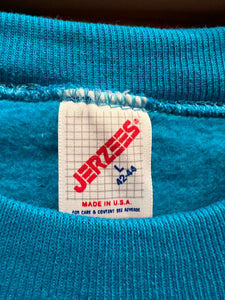 JERZEES
L
42-44
MADE IN U.S.A.
FOR CARE & CONTENT SEE REVERSE